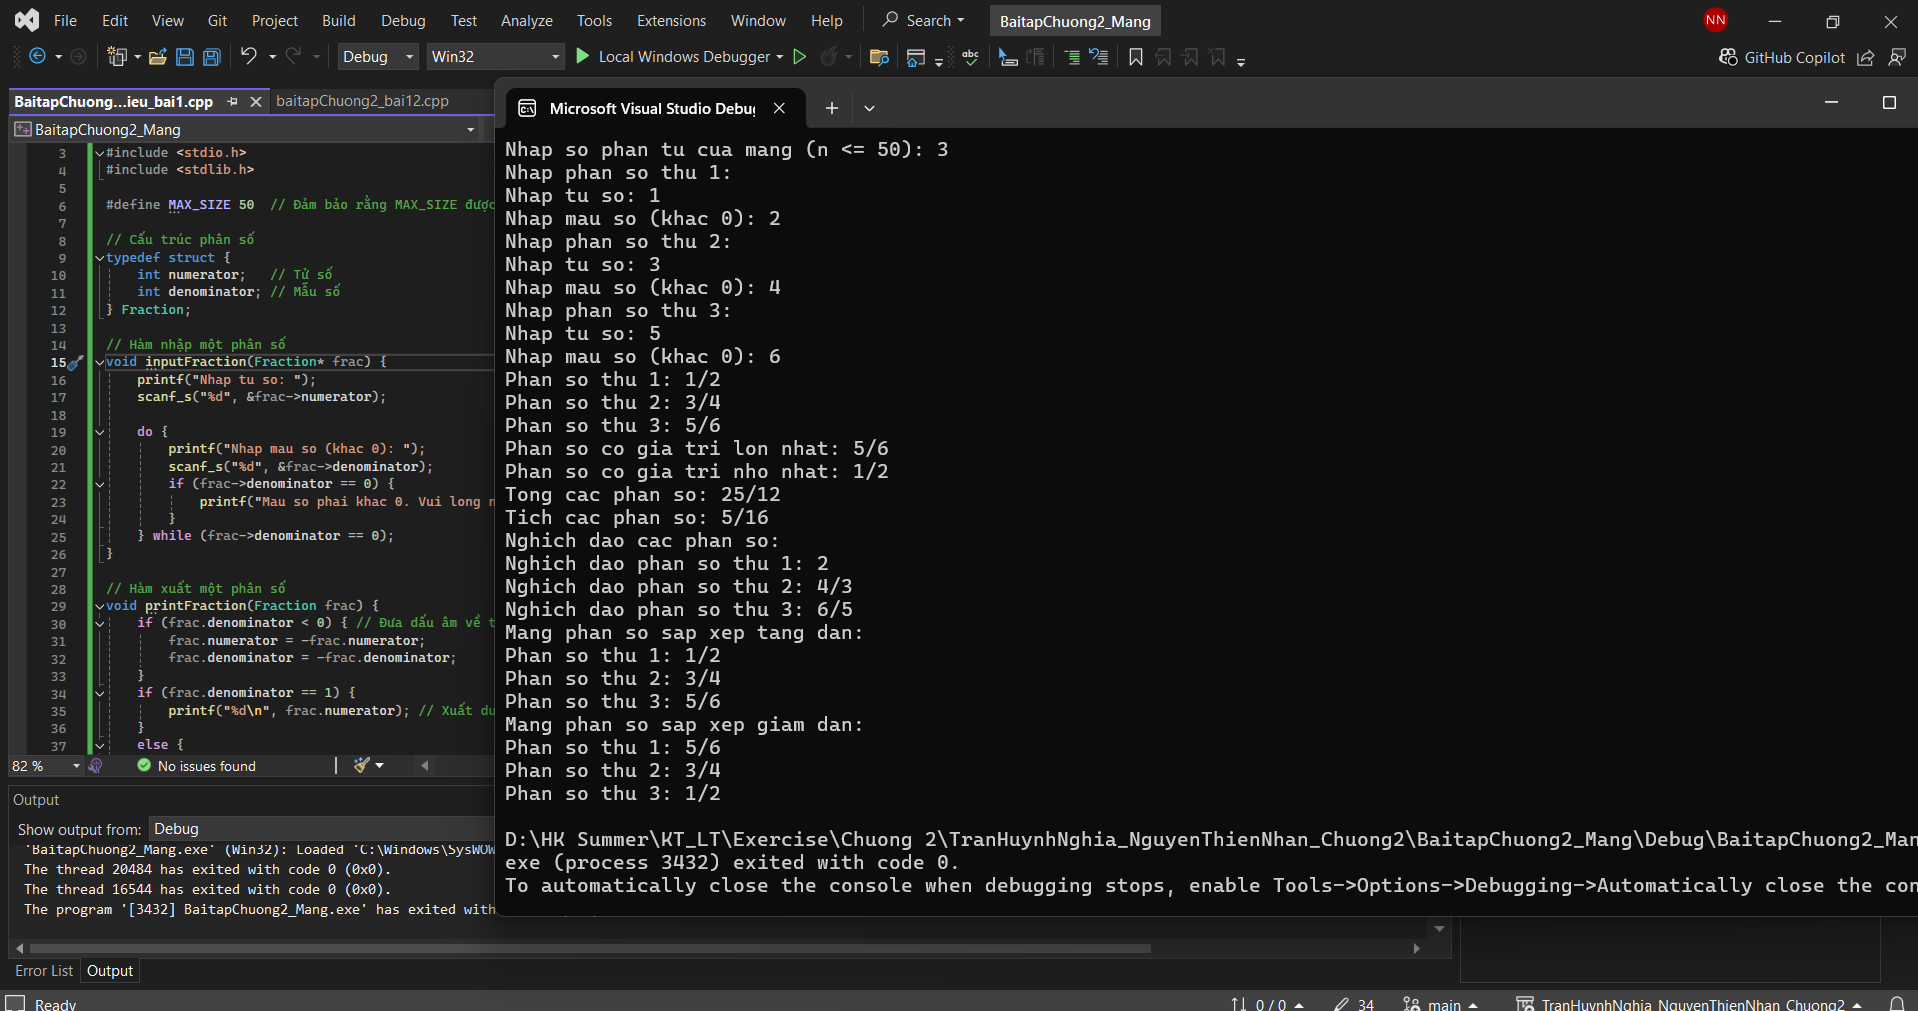 File Edit View Git Project Build Debug Test Analyze Tools Extensions Window Help Search BaitapChuong2_Mang NN
Debug Win32 Local Windows Debugger GitHub Copilot
BaitapChuong...ieu_bai1.cpp baitapChuong2_bai12.cpp
BaitapChuong2_Mang
3 #include <stdio.h>
4 #include <stdlib.h>
5
6 #define MAX_SIZE 50 // Đảm bảo rằng MAX_SIZE được
7
8 // Cấu trúc phân số
9 typedef struct {
10 int numerator; // Tử số
11 int denominator; // Mẫu số
12 } Fraction;
13
14 // Hàm nhập một phân số
15 void inputFraction(Fraction* frac) {
16 printf("Nhap tu so: ");
17 scanf_s("%d", &frac->numerator);
18
19 do {
20 printf("Nhap mau so (khac 0): ");
21 scanf_s("%d", &frac->denominator);
22 if (frac->denominator == 0) {
23 printf("Mau so phai khac 0. Vui long n
24 }
25 } while (frac->denominator == 0);
26 }
27
28 // Hàm xuất một phân số
29 void printFraction(Fraction frac) {
30 if (frac.denominator < 0) { // Đưa dấu âm về t
31 frac.numerator = -frac.numerator;
32 frac.denominator = -frac.denominator;
33 }
34 if (frac.denominator == 1) {
35 printf("%d\n", frac.numerator); // Xuất du
36 }
37 else {
82 % No issues found
Output
Show output from: Debug
'BaitapChuong2_Mang.exe' (Win32): Loaded 'C:\Windows\SysWOW
The thread 20484 has exited with code 0 (0x0).
The thread 16544 has exited with code 0 (0x0).
The program '[3432] BaitapChuong2_Mang.exe' has exited with
Error List Output
Microsoft Visual Studio Debu
Nhap so phan tu cua mang (n <= 50): 3
Nhap phan so thu 1:
Nhap tu so: 1
Nhap mau so (khac 0): 2
Nhap phan so thu 2:
Nhap tu so: 3
Nhap mau so (khac 0): 4
Nhap phan so thu 3:
Nhap tu so: 5
Nhap mau so (khac 0): 6
Phan so thu 1: 1/2
Phan so thu 2: 3/4
Phan so thu 3: 5/6
Phan so co gia tri lon nhat: 5/6
Phan so co gia tri nho nhat: 1/2
Tong cac phan so: 25/12
Tich cac phan so: 5/16
Nghich dao cac phan so:
Nghich dao phan so thu 1: 2
Nghich dao phan so thu 2: 4/3
Nghich dao phan so thu 3: 6/5
Mang phan so sap xep tang dan:
Phan so thu 1: 1/2
Phan so thu 2: 3/4
Phan so thu 3: 5/6
Mang phan so sap xep giam dan:
Phan so thu 1: 5/6
Phan so thu 2: 3/4
Phan so thu 3: 1/2
D:\HK Summer\KT_LT\Exercise\Chuong 2\TranHuynhNghia_NguyenThienNhan_Chuong2\BaitapChuong2_Mang\Debug\BaitapChuong2_Man
exe (process 3432) exited with code 0.
To automatically close the console when debugging stops, enable Tools->Options->Debugging->Automatically close the con
Ready 0 / 0 34 main TranHuynhNghia_NguyenThienNhan_Chuong2